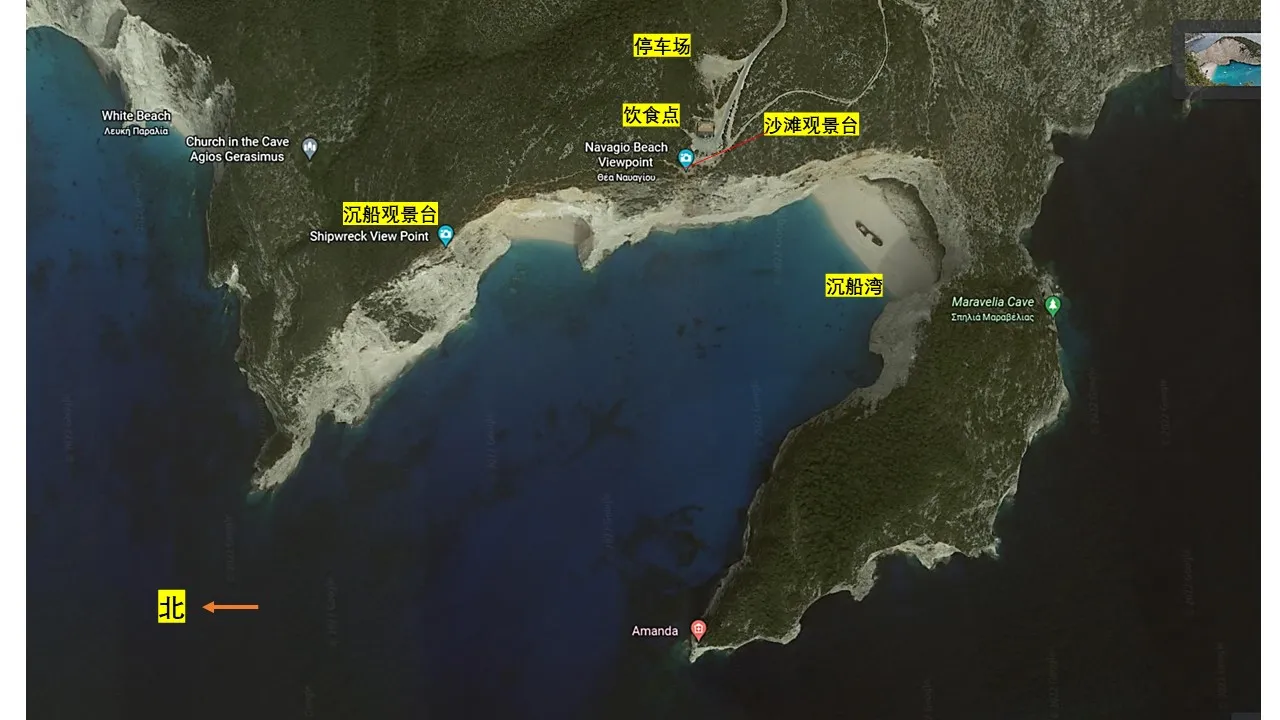 停车场
White Beach
Λευκή Παραλία
饮食点
沙滩观景台
Church in the Cave
Agios Gerasimus
Navagio Beach
Viewpoint
Θέα Ναυαγίου
沉船观景台
Shipwreck View Point
沉船湾
Maravelia Cave
Σπηλιά Μαραβέλιας
北
Amanda